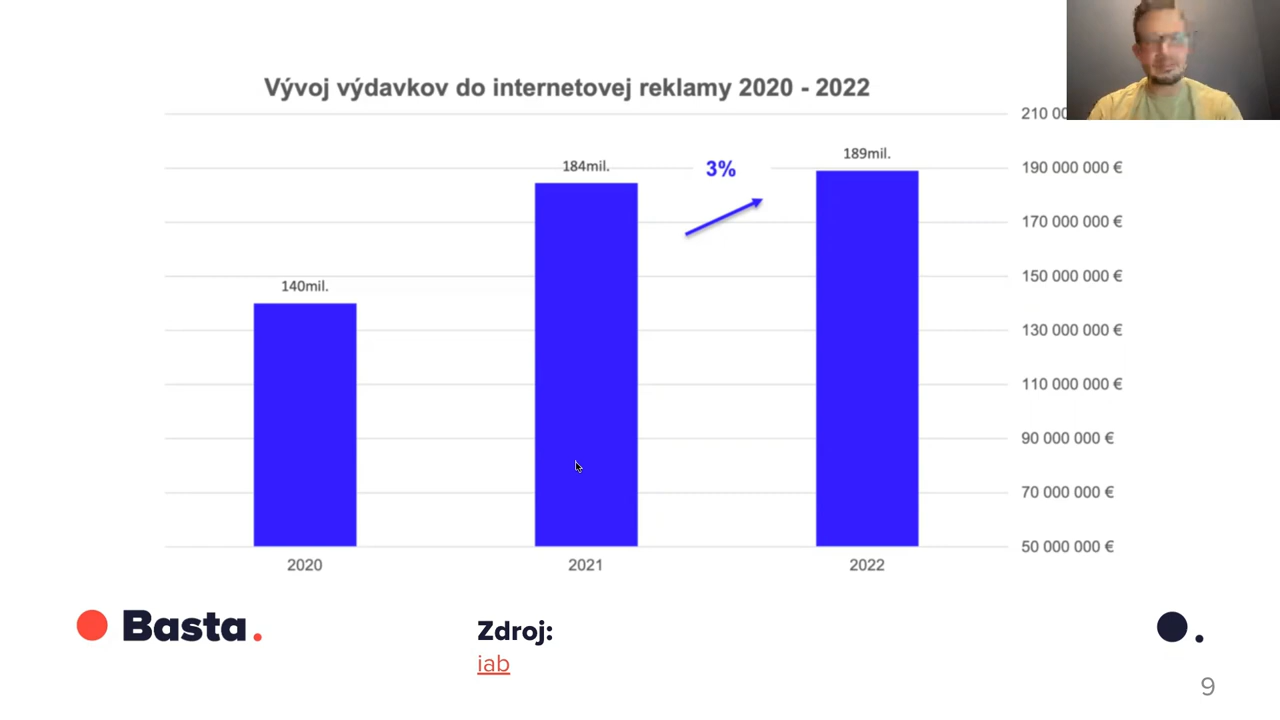 Vývoj výdavkov do internetovej reklamy 2020 - 2022
210 00
189mil.
184mil.
3%
190 000 000 €
170 000 000 €
150 000 000 €
140mil.
130 000 000 €
110 000 000 €
90 000 000 €
70 000 000 €
50 000 000 €
2020
2021
2022
Basta.
Zdroj:
iab
9